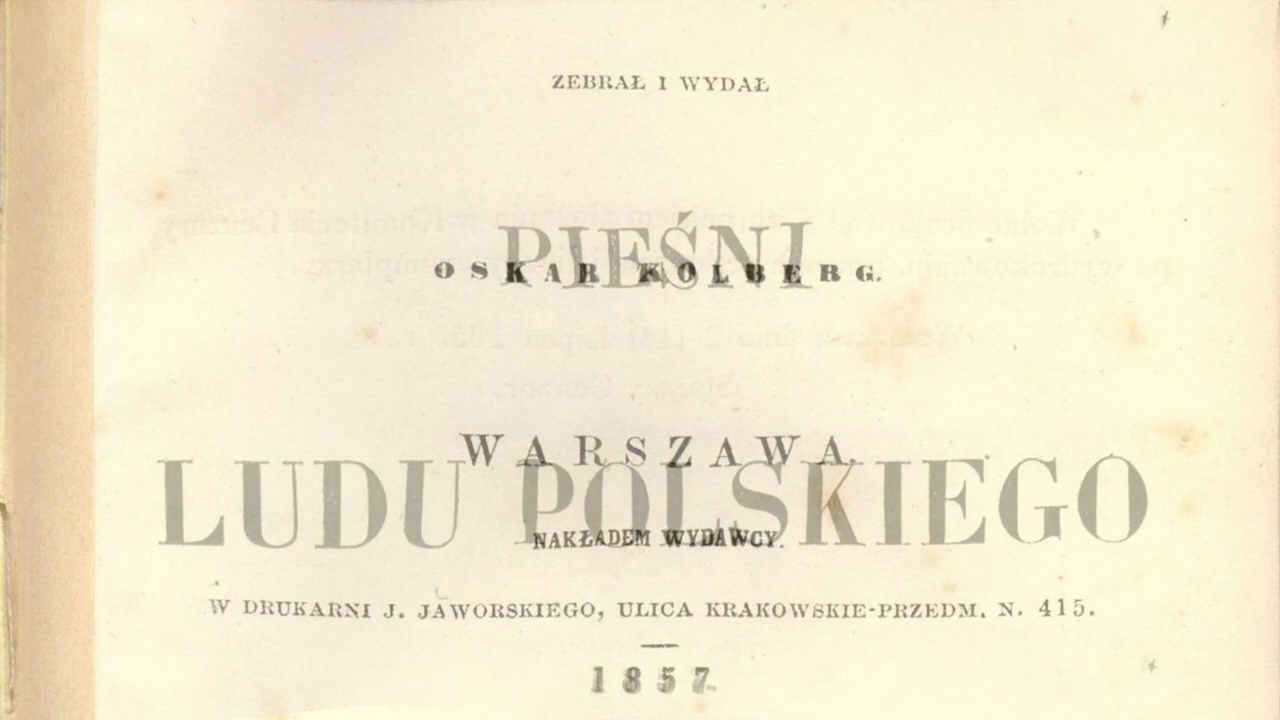 ZEBRAŁ I WYDAŁ
PIEŚNI
OSKAR KOLBERG.
WARSZAWA.
LUDU POLSKIEGO
NAKŁADEM WYDAWCY.
W DRUKARNI J. JAWORSKIEGO, ULICA KRAKOWSKIE-PRZEDM. N. 415.
1857.